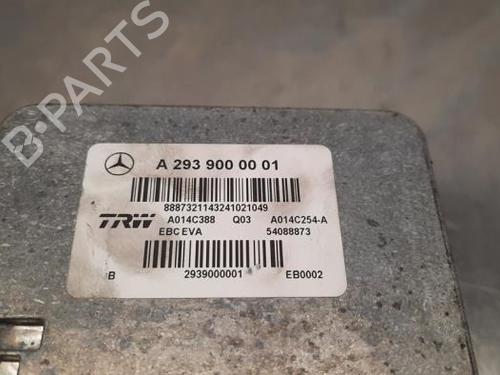 A 293 900 00 01
8887321143241021049
TRW A014C388 Q03 A014C254-A
EBC EVA 54088873
B 2939000001 EB0002
B-PARTS